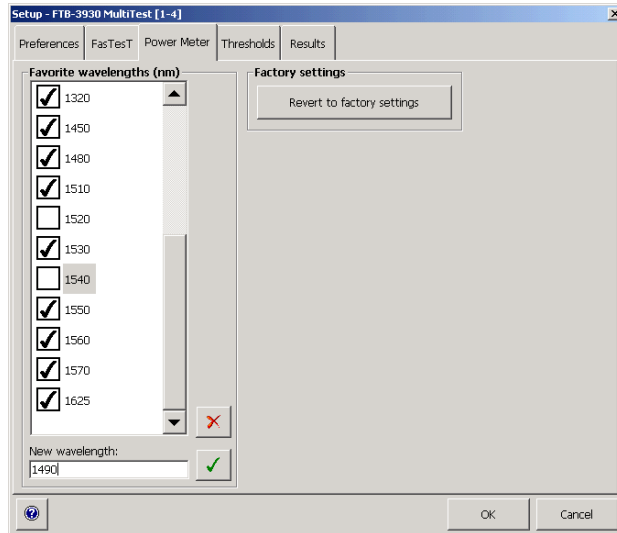 Setup - FTB-3930 MultiTest [1-4]
Preferences FasTesT Power Meter Thresholds Results
Favorite wavelengths (nm)
1320
1450
1480
1510
1520
1530
1540
1550
1560
1570
1625
New wavelength:
1490
Factory settings
Revert to factory settings
OK Cancel